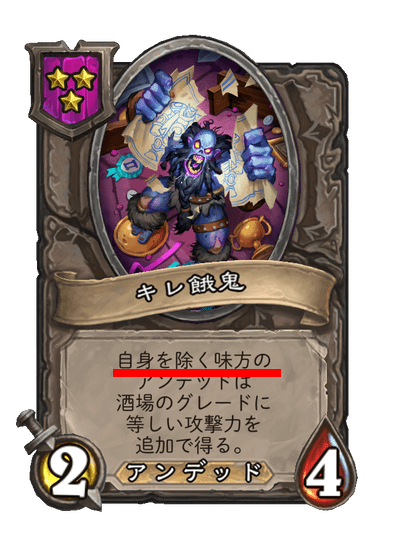 キレ餓鬼
自身を除く味方の
アンデッドは
酒場のグレードに
等しい攻撃力を
追加で得る。
2
アンデッド
4